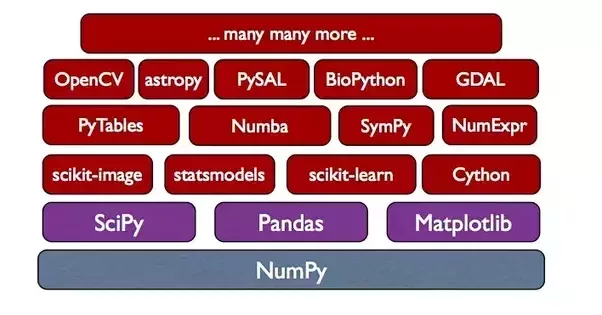 ... many many more ...
OpenCV astropy PySAL BioPython GDAL
PyTables Numba SymPy NumExpr
scikit-image statsmodels scikit-learn Cython
SciPy Pandas Matplotlib
NumPy